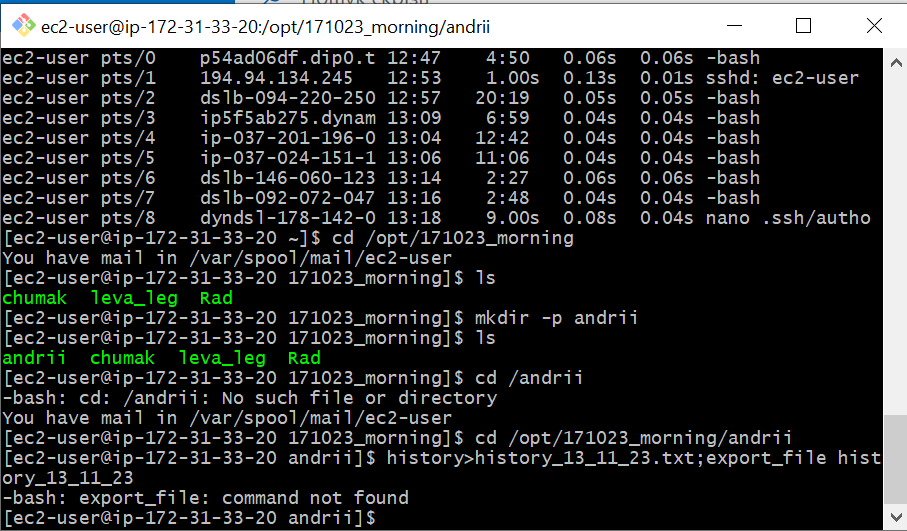 ec2-user@ip-172-31-33-20:/opt/171023_morning/andrii
ec2-user pts/0    p54ad06df.dip0.t 12:47    4:50   0.06s  0.06s -bash
ec2-user pts/1    194.94.134.245   12:53    1.00s  0.13s  0.01s sshd: ec2-user
ec2-user pts/2    dslb-094-220-250 12:57   20:19   0.05s  0.05s -bash
ec2-user pts/3    ip5f5ab275.dynam 13:09    6:59   0.04s  0.04s -bash
ec2-user pts/4    ip-037-201-196-0 13:04   12:42   0.04s  0.04s -bash
ec2-user pts/5    ip-037-024-151-1 13:06   11:06   0.04s  0.04s -bash
ec2-user pts/6    dslb-146-060-123 13:14    2:27   0.06s  0.06s -bash
ec2-user pts/7    dslb-092-072-047 13:16    2:48   0.04s  0.04s -bash
ec2-user pts/8    dyndsl-178-142-0 13:18    9.00s  0.08s  0.04s nano .ssh/autho
[ec2-user@ip-172-31-33-20 ~]$ cd /opt/171023_morning
You have mail in /var/spool/mail/ec2-user
[ec2-user@ip-172-31-33-20 171023_morning]$ ls
chumak  leva_leg  Rad
[ec2-user@ip-172-31-33-20 171023_morning]$ mkdir -p andrii
[ec2-user@ip-172-31-33-20 171023_morning]$ ls
andrii  chumak  leva_leg  Rad
[ec2-user@ip-172-31-33-20 171023_morning]$ cd /andrii
-bash: cd: /andrii: No such file or directory
You have mail in /var/spool/mail/ec2-user
[ec2-user@ip-172-31-33-20 171023_morning]$ cd /opt/171023_morning/andrii
[ec2-user@ip-172-31-33-20 andrii]$ history>history_13_11_23.txt;export_file hist
ory_13_11_23
-bash: export_file: command not found
[ec2-user@ip-172-31-33-20 andrii]$